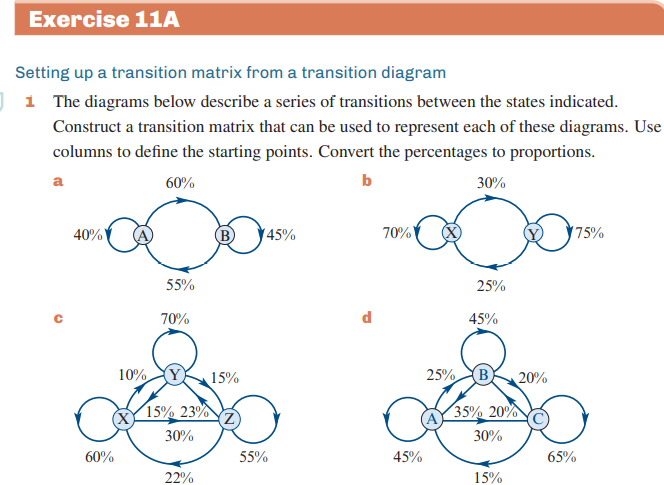 Exercise 11A
Setting up a transition matrix from a transition diagram
1 The diagrams below describe a series of transitions between the states indicated.
Construct a transition matrix that can be used to represent each of these diagrams. Use
columns to define the starting points. Convert the percentages to proportions.
a
60%
40% A B 45%
55%
b
30%
70% X Y 75%
25%
c
70%
10% Y 15%
X 15% 23% Z
30%
60% 55%
22%
d
45%
25% B 20%
A 35% 20% C
30%
45% 65%
15%